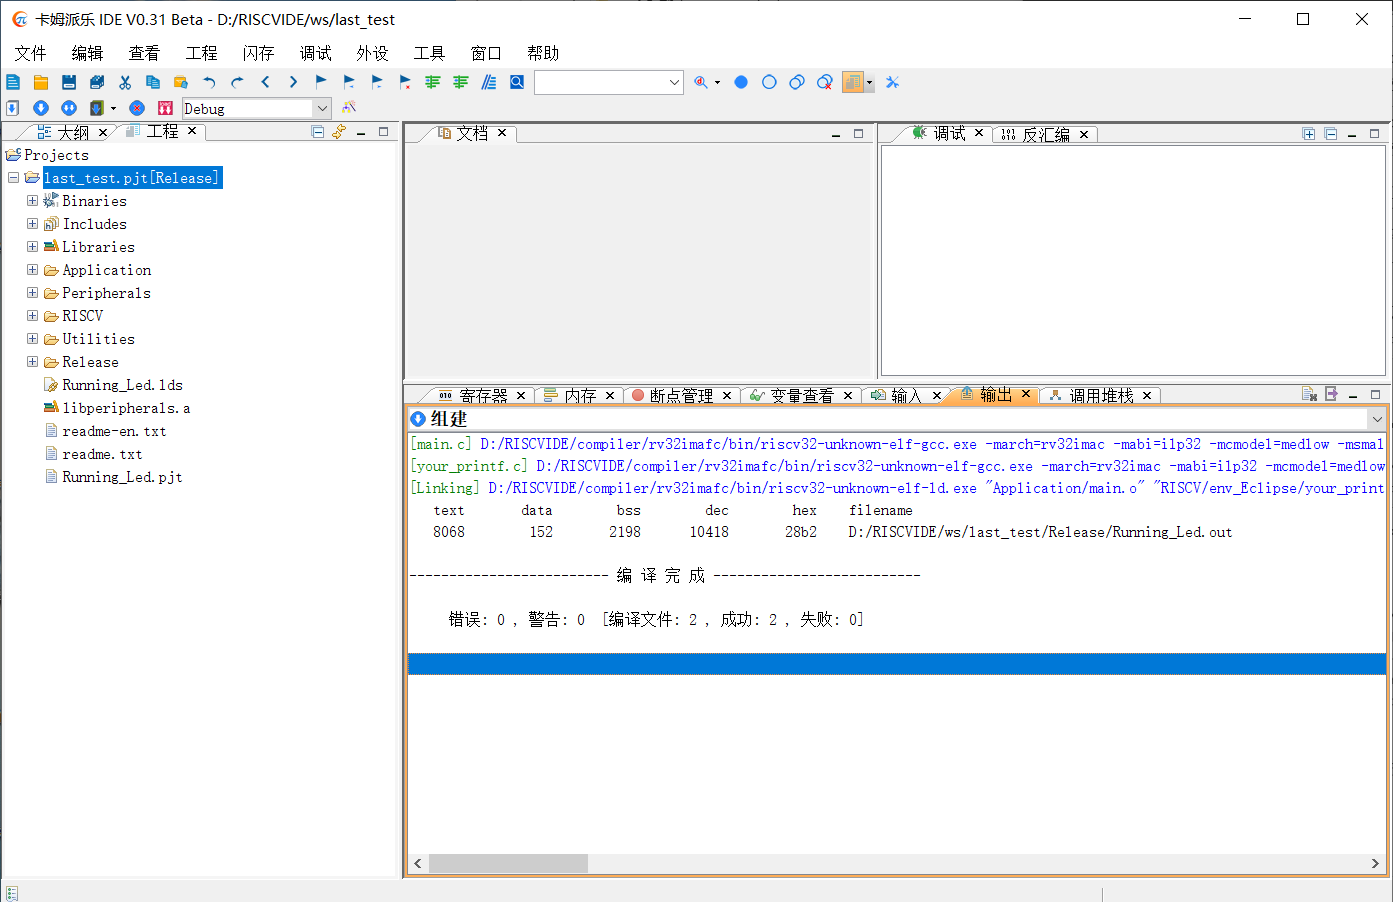 卡姆派乐 IDE V0.31 Beta - D:/RISCVIDE/ws/last_test
文件 编辑 查看 工程 闪存 调试 外设 工具 窗口 帮助
Debug
大纲 工程
Projects
last_test.pjt[Release]
Binaries
Includes
Libraries
Application
Peripherals
RISCV
Utilities
Release
Running_Led.lds
libperipherals.a
readme-en.txt
readme.txt
Running_Led.pjt
文档
调试 反汇编
寄存器 内存 断点管理 变量查看 输入 输出 调用堆栈
组建
[main.c] D:/RISCVIDE/compiler/rv32imafc/bin/riscv32-unknown-elf-gcc.exe -march=rv32imac -mabi=ilp32 -mcmodel=medlow -msmal
[your_printf.c] D:/RISCVIDE/compiler/rv32imafc/bin/riscv32-unknown-elf-gcc.exe -march=rv32imac -mabi=ilp32 -mcmodel=medlow
[Linking] D:/RISCVIDE/compiler/rv32imafc/bin/riscv32-unknown-elf-ld.exe "Application/main.o" "RISCV/env_Eclipse/your_print
text data bss dec hex filename
8068 152 2198 10418 28b2 D:/RISCVIDE/ws/last_test/Release/Running_Led.out
------------------------- 编 译 完 成 --------------------------
错误: 0 , 警告: 0 [编译文件: 2 , 成功: 2 , 失败: 0]